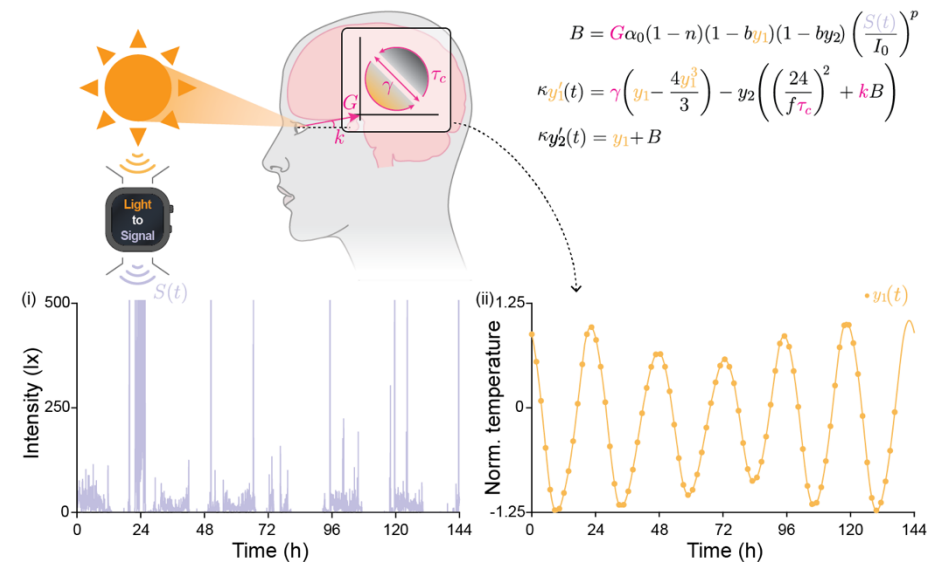 B = Gα₀(1 − n)(1 − by₁)(1 − by₂)(S(t)/I₀)^p
κy₁′(t) = γ(y₁ − 4y₁³/3) − y₂((24/fτ_c)² + kB)
κy₂′(t) = y₁ + B
G
γ
τ_c
k
Light
to
Signal
S(t)
(i)
500
250
0
Intensity (lx)
0 24 48 72 96 120 144
Time (h)
(ii)
1.25
0
-1.25
Norm. temperature
y₁(t)
0 24 48 72 96 120 144
Time (h)